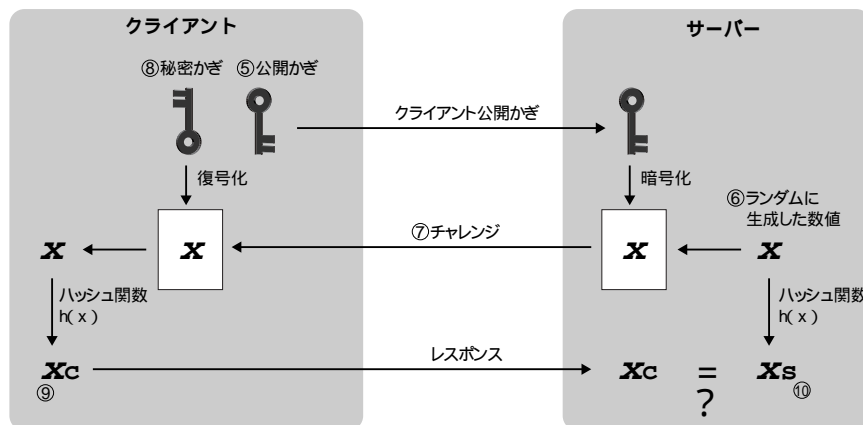 クライアント
サーバー
⑧秘密かぎ
⑤公開かぎ
クライアント公開かぎ
復号化
暗号化
⑥ランダムに
生成した数値
⑦チャレンジ
x
x
x
x
ハッシュ関数
h(x)
ハッシュ関数
h(x)
レスポンス
xc
xc
=
xs
?
⑨
⑩